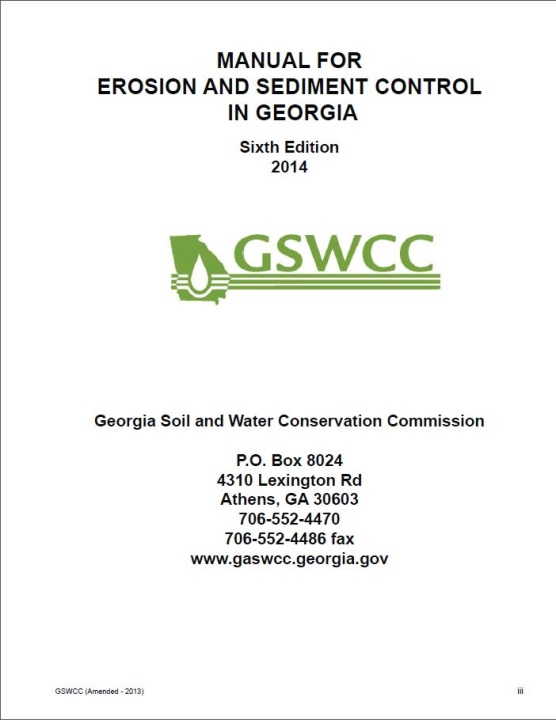 MANUAL FOR
EROSION AND SEDIMENT CONTROL
IN GEORGIA
Sixth Edition
2014
GSWCC
Georgia Soil and Water Conservation Commission
P.O. Box 8024
4310 Lexington Rd
Athens, GA 30603
706-552-4470
706-552-4486 fax
www.gaswcc.georgia.gov
GSWCC (Amended - 2013)
iii